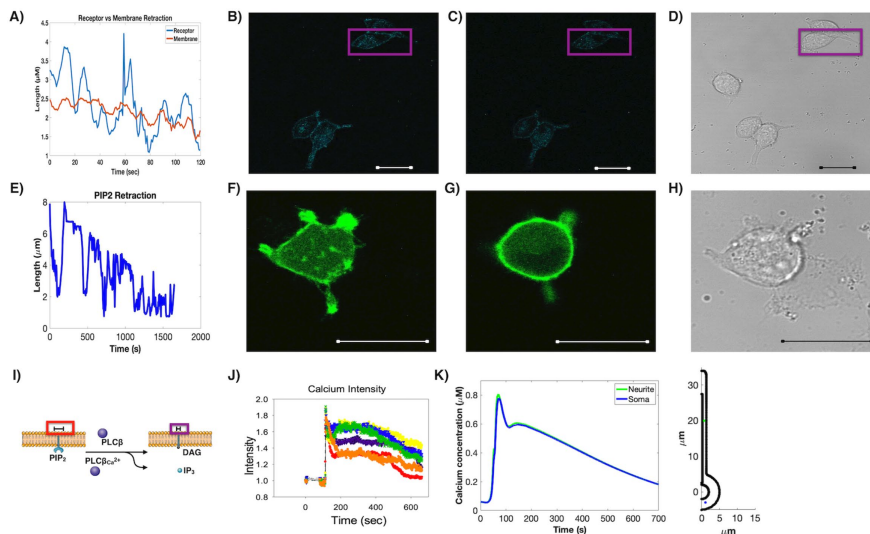 A)
Receptor vs Membrane Retraction
Receptor
Membrane
Length (μM)
4.5
4
3.5
3
2.5
2
1.5
1
0 20 40 60 80 100 120
Time (sec)
B)
C)
D)
E)
PIP2 Retraction
Length (μm)
8
6
4
2
0
0 500 1000 1500 2000
Time (s)
F)
G)
H)
I)
PLCβ
PIP₂
PLCβCa²⁺
DAG
IP₃
J)
Calcium Intensity
Intensity
2.0
1.8
1.6
1.4
1.2
1.0
0.8
0 200 400 600
Time (sec)
K)
Neurite
Soma
Calcium concentration (μM)
0.8
0.6
0.4
0.2
0
0 100 200 300 400 500 600 700
Time (s)
μm
30
20
10
0
0 5 10 15
μm